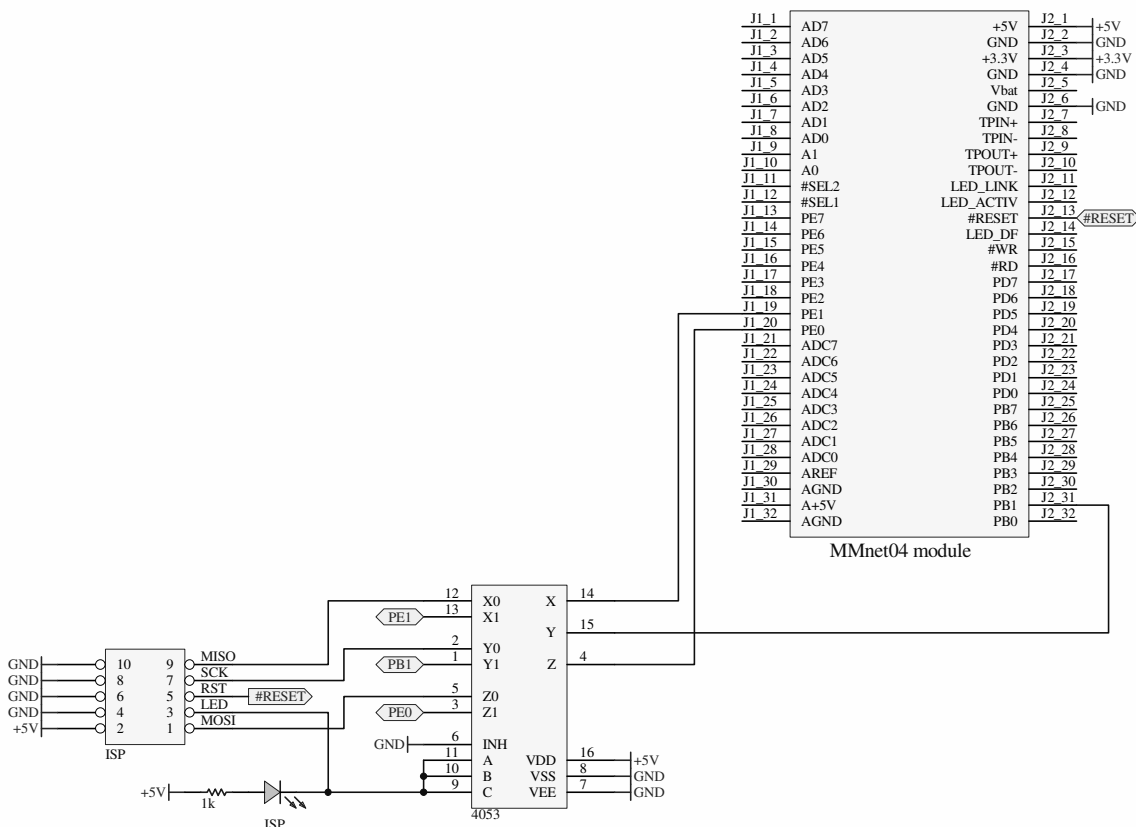 J1_1 AD7 +5V J2_1 +5V
J1_2 AD6 GND J2_2 GND
J1_3 AD5 +3.3V J2_3 +3.3V
J1_4 AD4 GND J2_4 GND
J1_5 AD3 Vbat J2_5
J1_6 AD2 GND J2_6 GND
J1_7 AD1 TPIN+ J2_7
J1_8 AD0 TPIN- J2_8
J1_9 A1 TPOUT+ J2_9
J1_10 A0 TPOUT- J2_10
J1_11 #SEL2 LED_LINK J2_11
J1_12 #SEL1 LED_ACTIV J2_12
J1_13 PE7 #RESET J2_13 #RESET
J1_14 PE6 LED_DF J2_14
J1_15 PE5 #WR J2_15
J1_16 PE4 #RD J2_16
J1_17 PE3 PD7 J2_17
J1_18 PE2 PD6 J2_18
J1_19 PE1 PD5 J2_19
J1_20 PE0 PD4 J2_20
J1_21 ADC7 PD3 J2_21
J1_22 ADC6 PD2 J2_22
J1_23 ADC5 PD1 J2_23
J1_24 ADC4 PD0 J2_24
J1_25 ADC3 PB7 J2_25
J1_26 ADC2 PB6 J2_26
J1_27 ADC1 PB5 J2_27
J1_28 ADC0 PB4 J2_28
J1_29 AREF PB3 J2_29
J1_30 AGND PB2 J2_30
J1_31 A+5V PB1 J2_31
J1_32 AGND PB0 J2_32
MMnet04 module
12 X0 X 14
PE1 13 X1
Y 15
2 Y0
PB1 1 Y1 Z 4
5 Z0
PE0 3 Z1
GND 6 INH
11 A VDD 16 +5V
10 B VSS 8 GND
9 C VEE 7 GND
4053
GND 10 9 MISO
GND 8 7 SCK
GND 6 5 RST #RESET
GND 4 3 LED
+5V 2 1 MOSI
ISP
+5V 1k
ISP